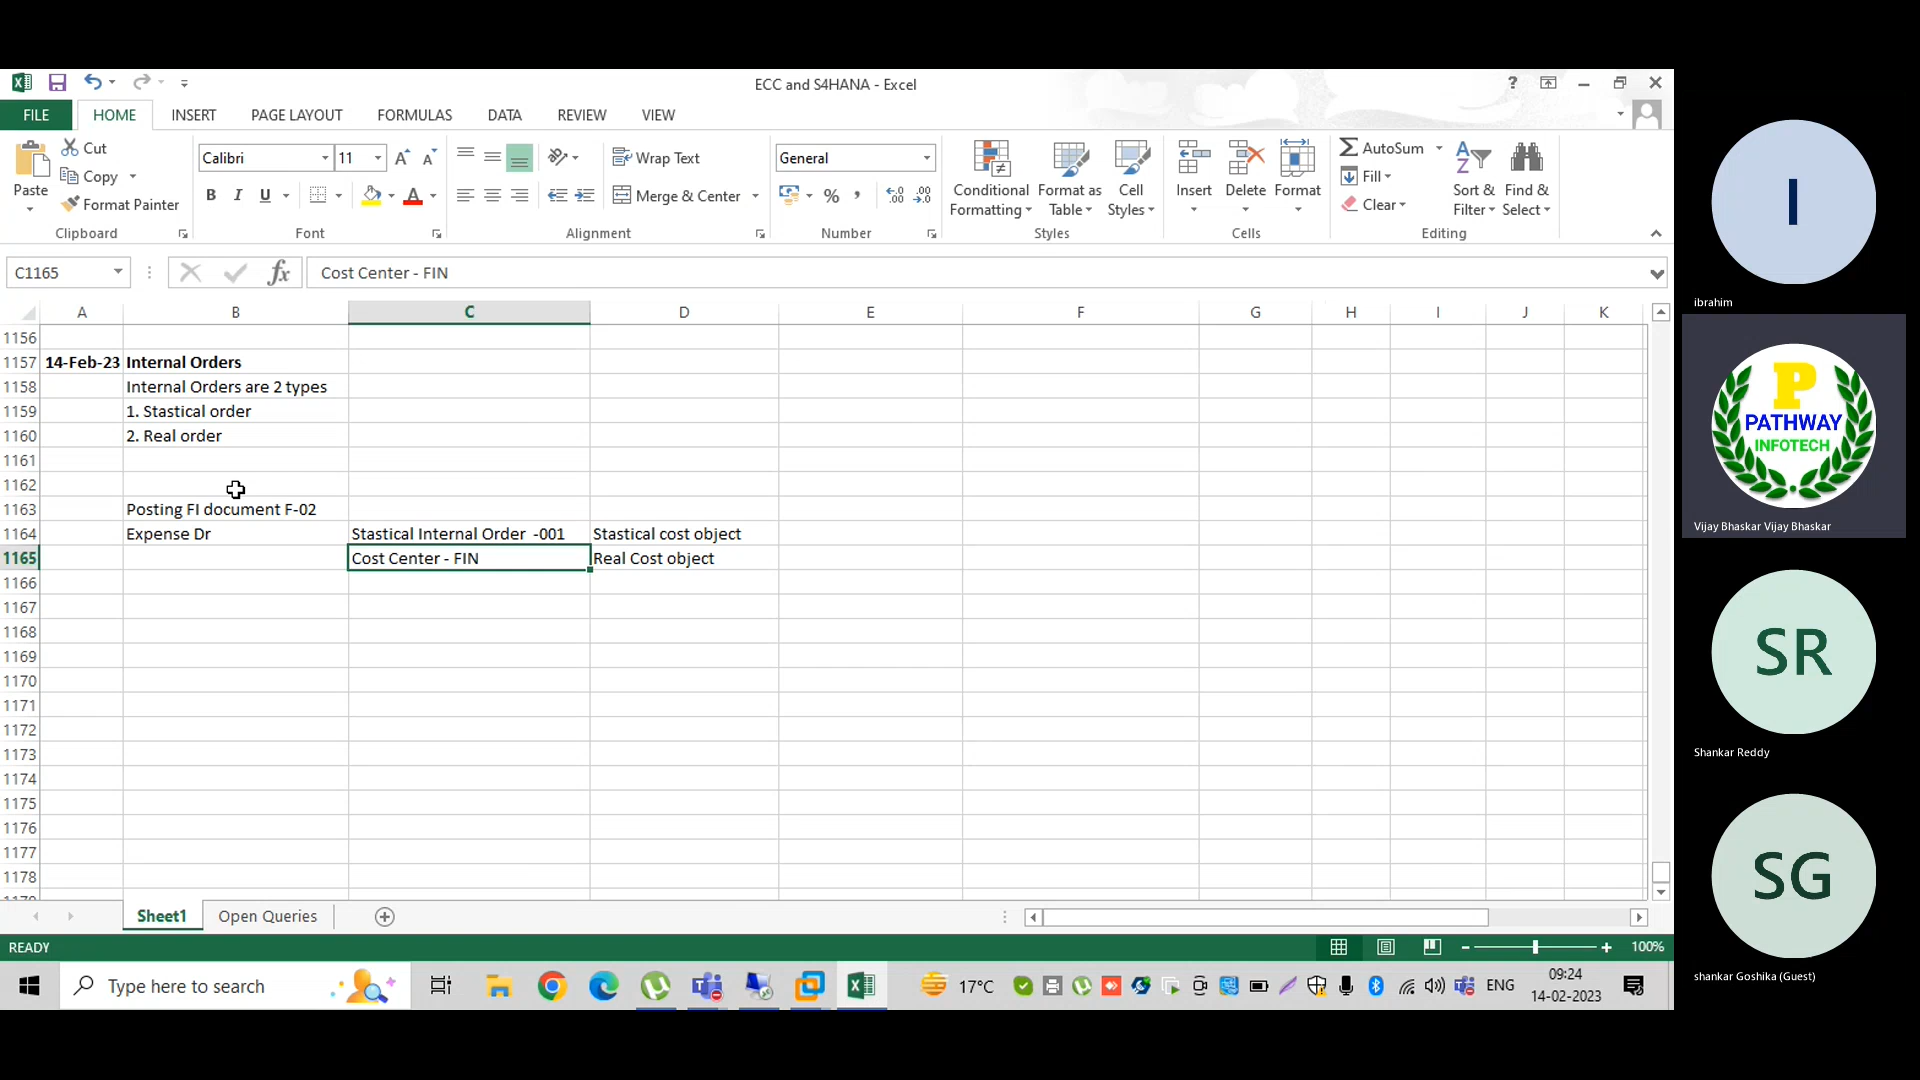 ECC and S4HANA - Excel
?
FILE HOME INSERT PAGE LAYOUT FORMULAS DATA REVIEW VIEW
Paste
Cut
Copy
Format Painter
Clipboard
Calibri 11
B I U
Font
Wrap Text
Merge & Center
Alignment
General
%
Number
Conditional Formatting
Format as Table
Cell Styles
Styles
Insert
Delete
Format
Cells
AutoSum
Fill
Clear
Sort & Filter
Find & Select
Editing
C1165
fx
Cost Center - FIN
A B C D E F G H I J K
1156
1157 14-Feb-23 Internal Orders
1158 Internal Orders are 2 types
1159 1. Stastical order
1160 2. Real order
1161
1162
1163 Posting FI document F-02
1164 Expense Dr Stastical Internal Order -001 Stastical cost object
1165 Cost Center - FIN Real Cost object
1166
1167
1168
1169
1170
1171
1172
1173
1174
1175
1176
1177
1178
Sheet1 Open Queries
READY
100%
Type here to search
17°C
ENG
09:24
14-02-2023
I
ibrahim
P
PATHWAY
INFOTECH
Vijay Bhaskar Vijay Bhaskar
SR
Shankar Reddy
SG
shankar Goshika (Guest)